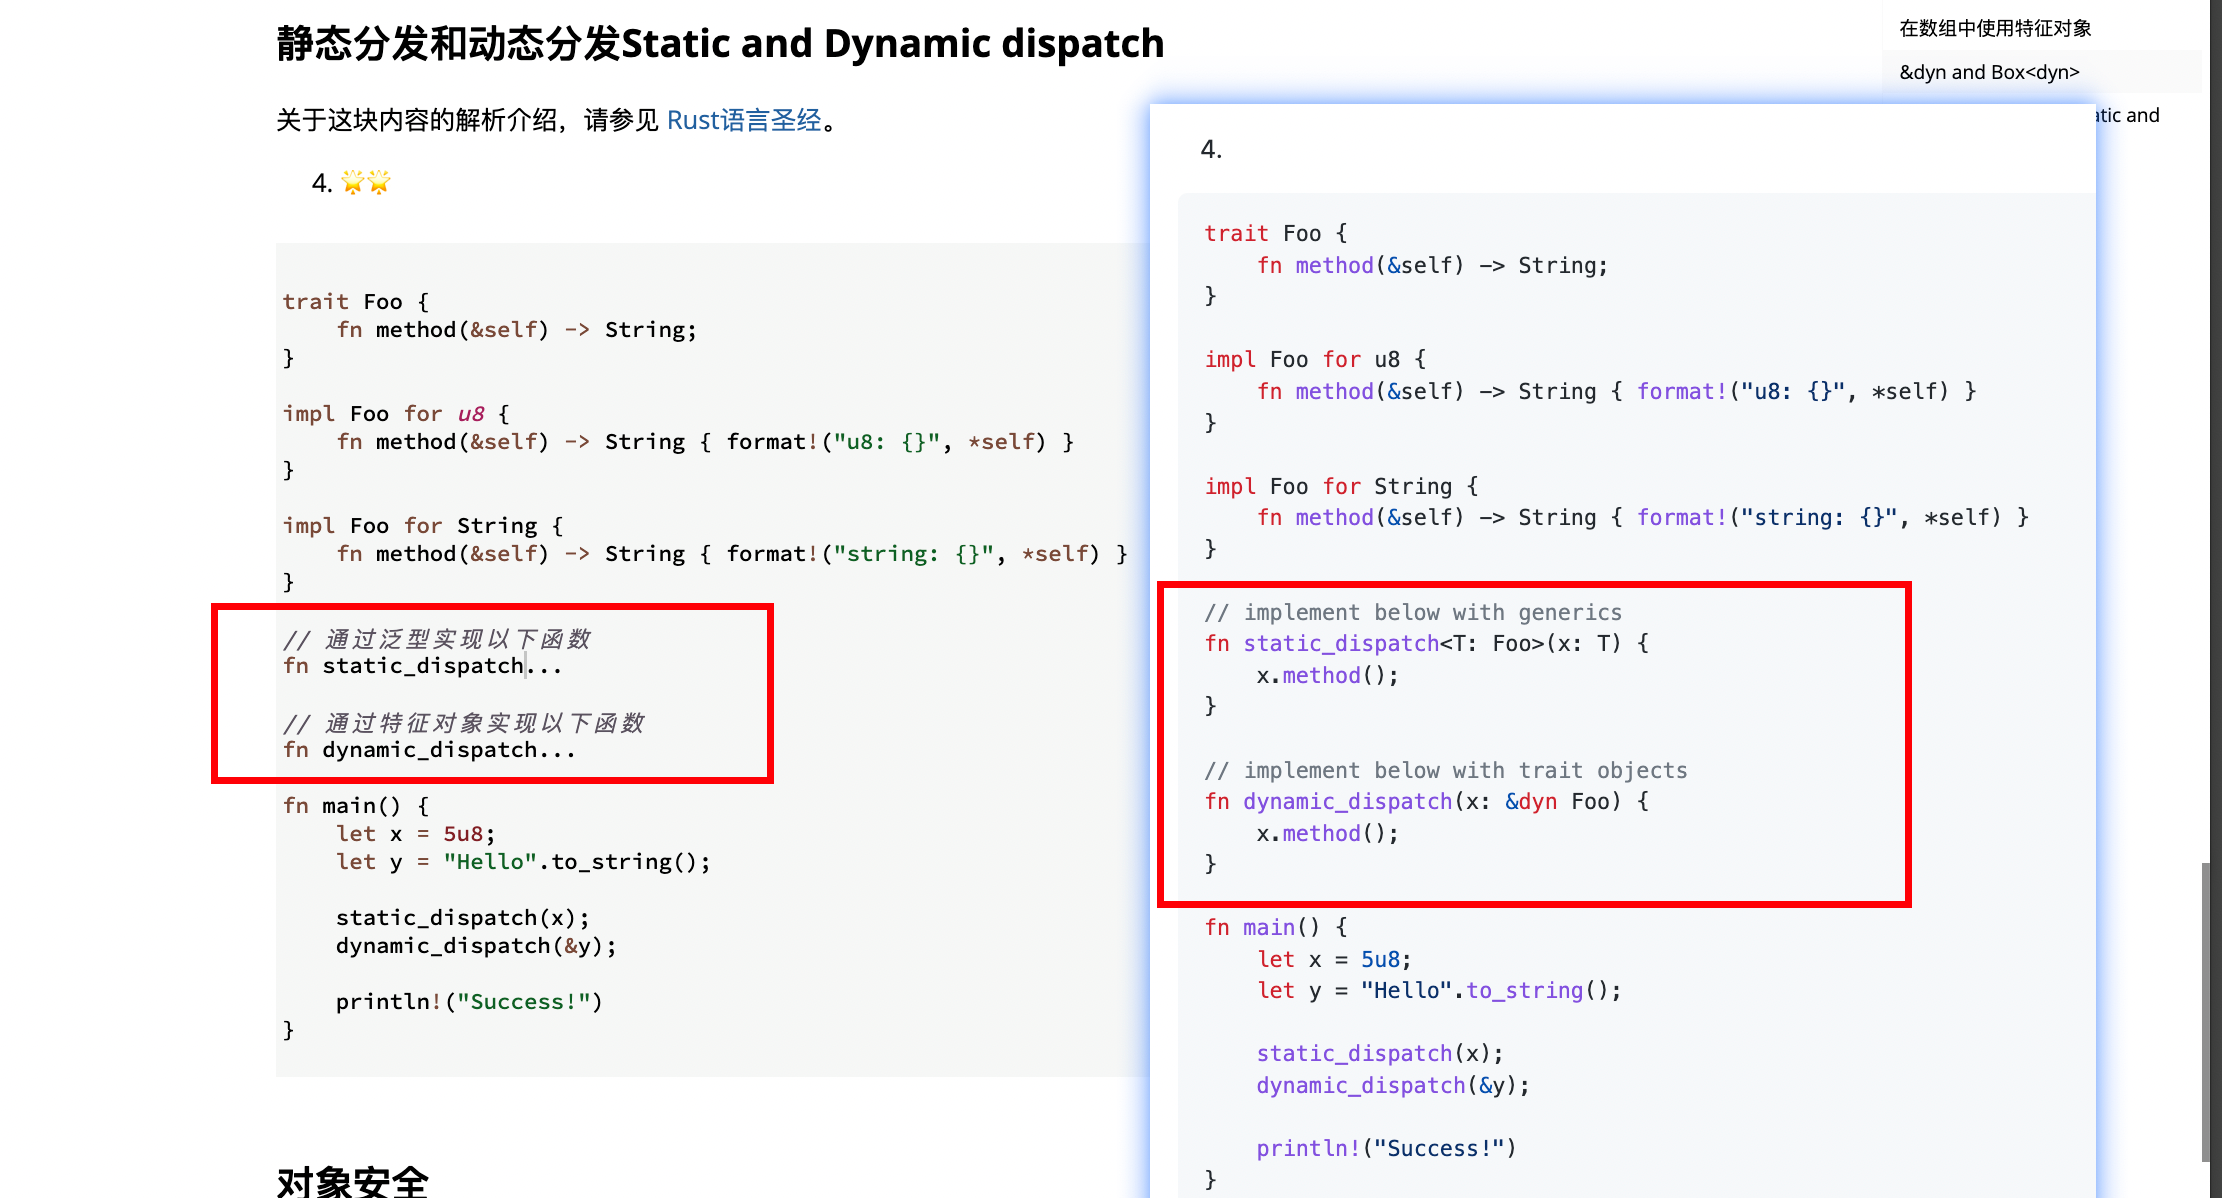 静态分发和动态分发Static and Dynamic dispatch
关于这块内容的解析介绍，请参见 Rust语言圣经。
4. 🌟🌟
trait Foo {
    fn method(&self) -> String;
}
impl Foo for u8 {
    fn method(&self) -> String { format!("u8: {}", *self) }
}
impl Foo for String {
    fn method(&self) -> String { format!("string: {}", *self) }
}
// 通过泛型实现以下函数
fn static_dispatch...
// 通过特征对象实现以下函数
fn dynamic_dispatch...
fn main() {
    let x = 5u8;
    let y = "Hello".to_string();
    static_dispatch(x);
    dynamic_dispatch(&y);
    println!("Success!")
}
对象安全
4.
trait Foo {
    fn method(&self) -> String;
}
impl Foo for u8 {
    fn method(&self) -> String { format!("u8: {}", *self) }
}
impl Foo for String {
    fn method(&self) -> String { format!("string: {}", *self) }
}
// implement below with generics
fn static_dispatch<T: Foo>(x: T) {
    x.method();
}
// implement below with trait objects
fn dynamic_dispatch(x: &dyn Foo) {
    x.method();
}
fn main() {
    let x = 5u8;
    let y = "Hello".to_string();
    static_dispatch(x);
    dynamic_dispatch(&y);
    println!("Success!")
}
在数组中使用特征对象
&dyn and Box<dyn>
and